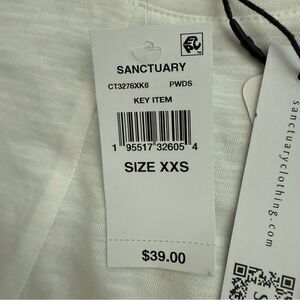 SANCTUARY
CT3278XK6 PWDS
KEY ITEM
1 95517 32605 4
SIZE XXS
$39.00
sanctuaryclothing.com